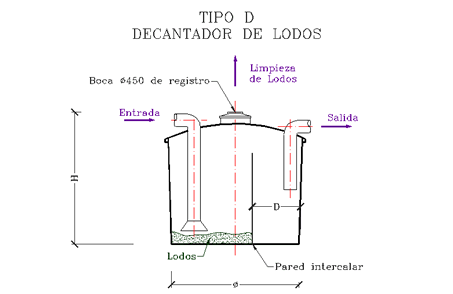 TIPO D
DECANTADOR DE LODOS
Limpieza
de Lodos
Boca ø450 de registro
Entrada
Salida
H
D
Lodos
Pared intercalar
ø